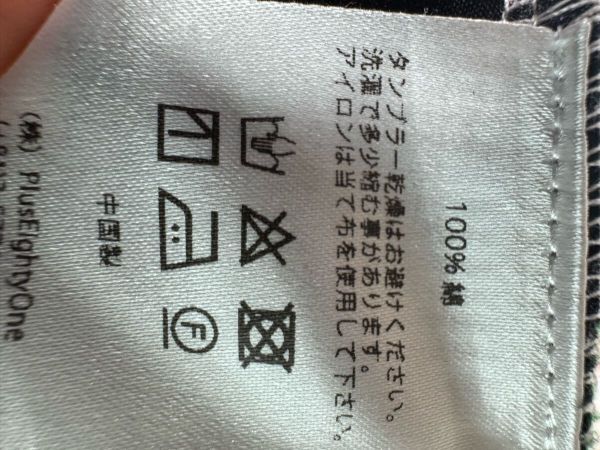 100% 綿
タンブラー乾燥はお避けください。
洗濯で多少縮む事があります。
アイロンは当て布を使用して下さい。
F
中国製
(株) PlusEightyOne